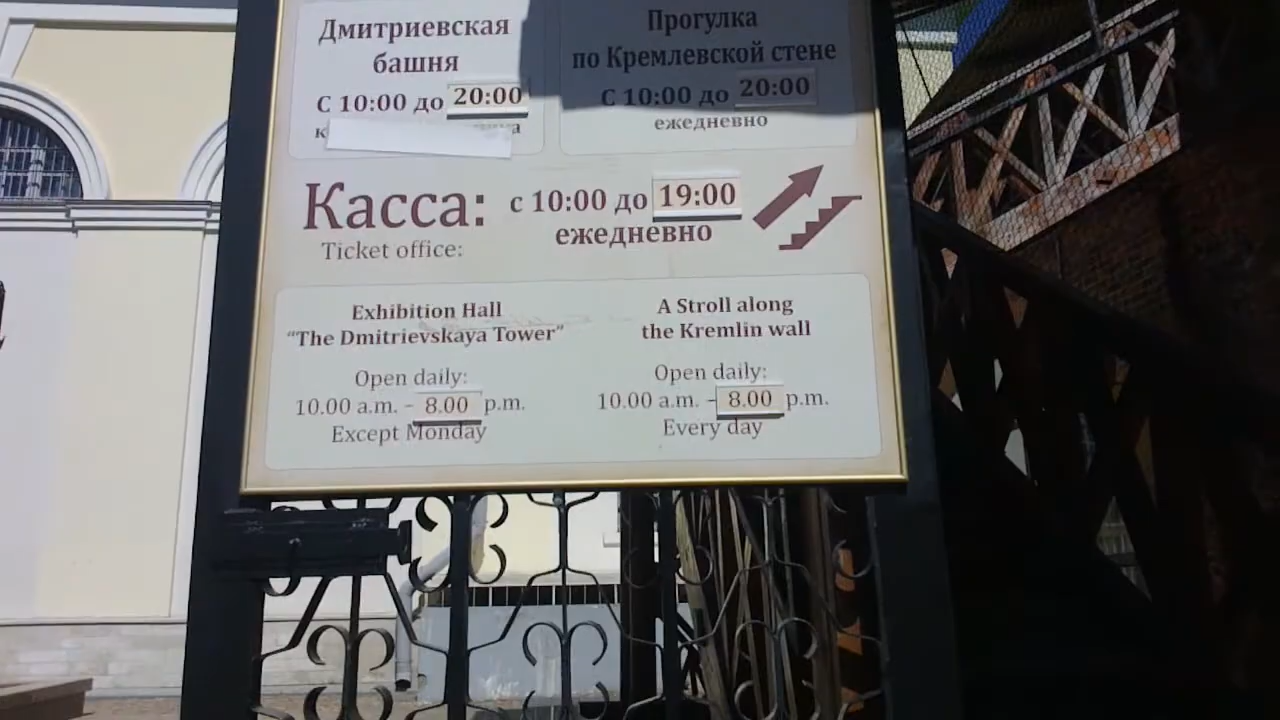 Дмитриевская
башня
С 10:00 до 20:00
Прогулка
по Кремлевской стене
С 10:00 до 20:00
ежедневно
Касса: с 10:00 до 19:00
ежедневно
Ticket office:
Exhibition Hall
“The Dmitrievskaya Tower”
Open daily:
10.00 a.m. – 8.00 p.m.
Except Monday
A Stroll along
the Kremlin wall
Open daily:
10.00 a.m. – 8.00 p.m.
Every day